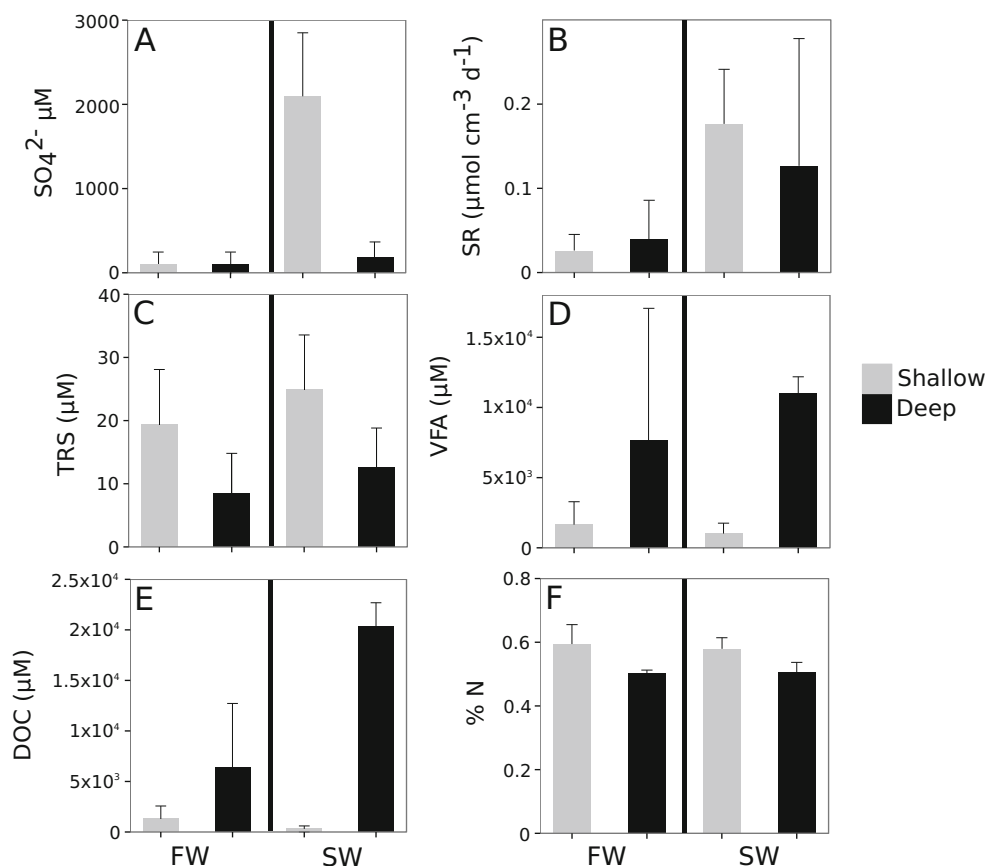 A
SO₄²⁻ µM
3000
2000
1000
0
B
SR (µmol cm⁻³ d⁻¹)
0.2
0.1
0
C
TRS (µM)
40
30
20
10
0
D
VFA (µM)
1.5x10⁴
1x10⁴
5x10³
0
Shallow
Deep
E
DOC (µM)
2.5x10⁴
2x10⁴
1.5x10⁴
1x10⁴
5x10³
0
FW SW
F
% N
0.8
0.6
0.4
0.2
0
FW SW